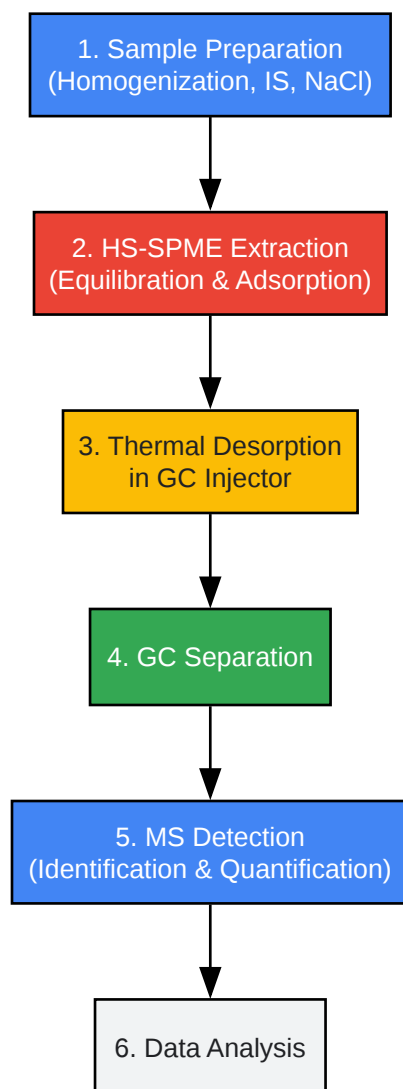 1. Sample Preparation
(Homogenization, IS, NaCl)
2. HS-SPME Extraction
(Equilibration & Adsorption)
3. Thermal Desorption
in GC Injector
4. GC Separation
5. MS Detection
(Identification & Quantification)
6. Data Analysis